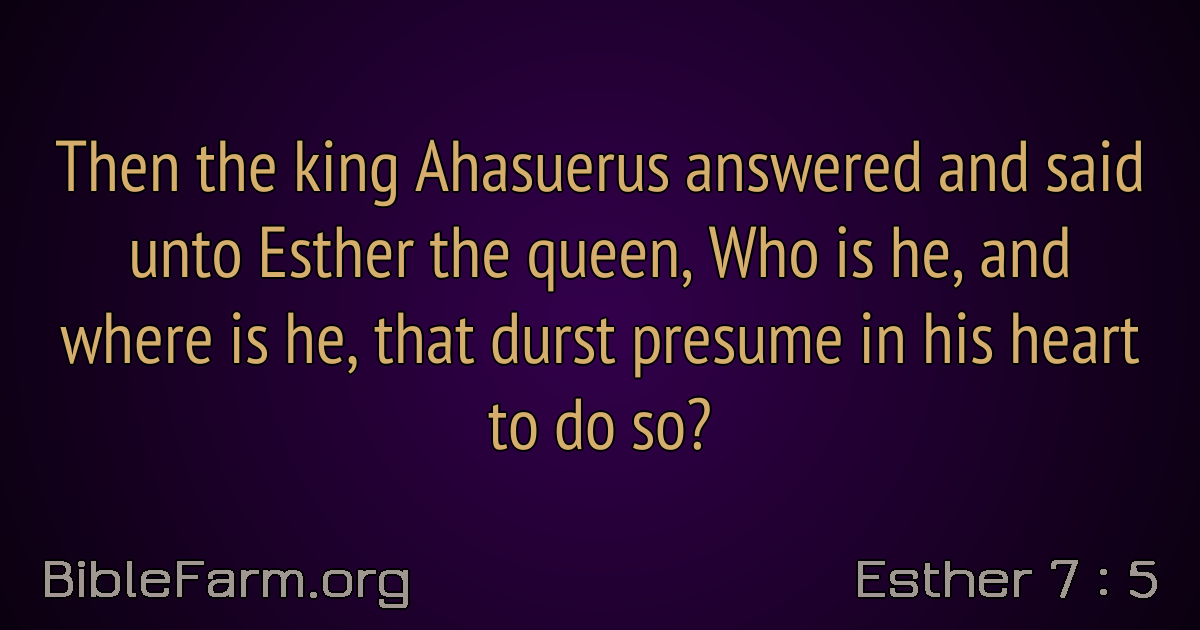 Then the king Ahasuerus answered and said
unto Esther the queen, Who is he, and
where is he, that durst presume in his heart
to do so?
BibleFarm.org
Esther 7 : 5